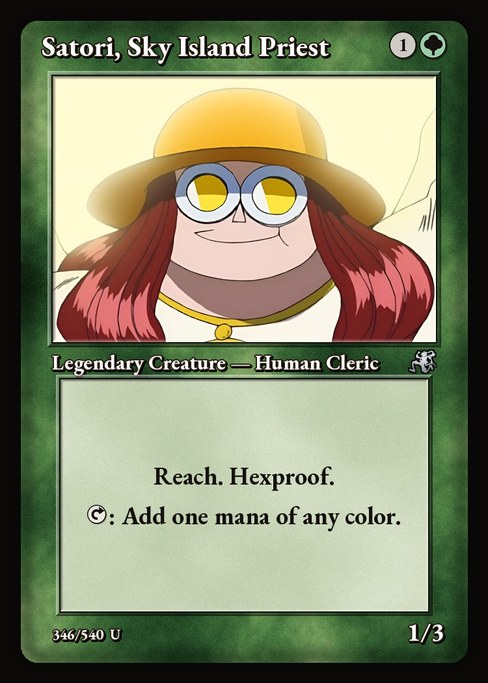 Satori, Sky Island Priest 1
Legendary Creature — Human Cleric
Reach. Hexproof.
: Add one mana of any color.
346/540 U 1/3